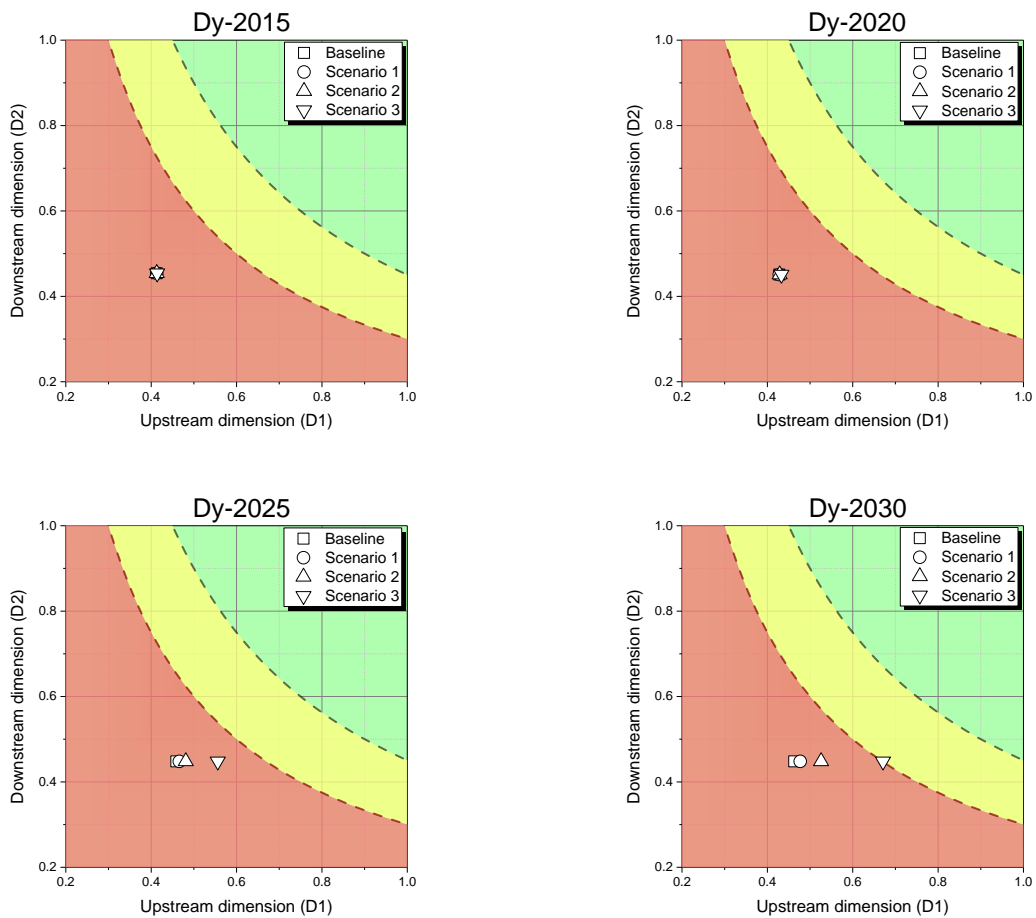 Dy-2015
1.0
0.8
0.6
0.4
0.2
Downstream dimension (D2)
Baseline
Scenario 1
Scenario 2
Scenario 3
0.2 0.4 0.6 0.8 1.0
Upstream dimension (D1)
Dy-2020
1.0
0.8
0.6
0.4
0.2
Downstream dimension (D2)
Baseline
Scenario 1
Scenario 2
Scenario 3
0.2 0.4 0.6 0.8 1.0
Upstream dimension (D1)
Dy-2025
1.0
0.8
0.6
0.4
0.2
Downstream dimension (D2)
Baseline
Scenario 1
Scenario 2
Scenario 3
0.2 0.4 0.6 0.8 1.0
Upstream dimension (D1)
Dy-2030
1.0
0.8
0.6
0.4
0.2
Downstream dimension (D2)
Baseline
Scenario 1
Scenario 2
Scenario 3
0.2 0.4 0.6 0.8 1.0
Upstream dimension (D1)